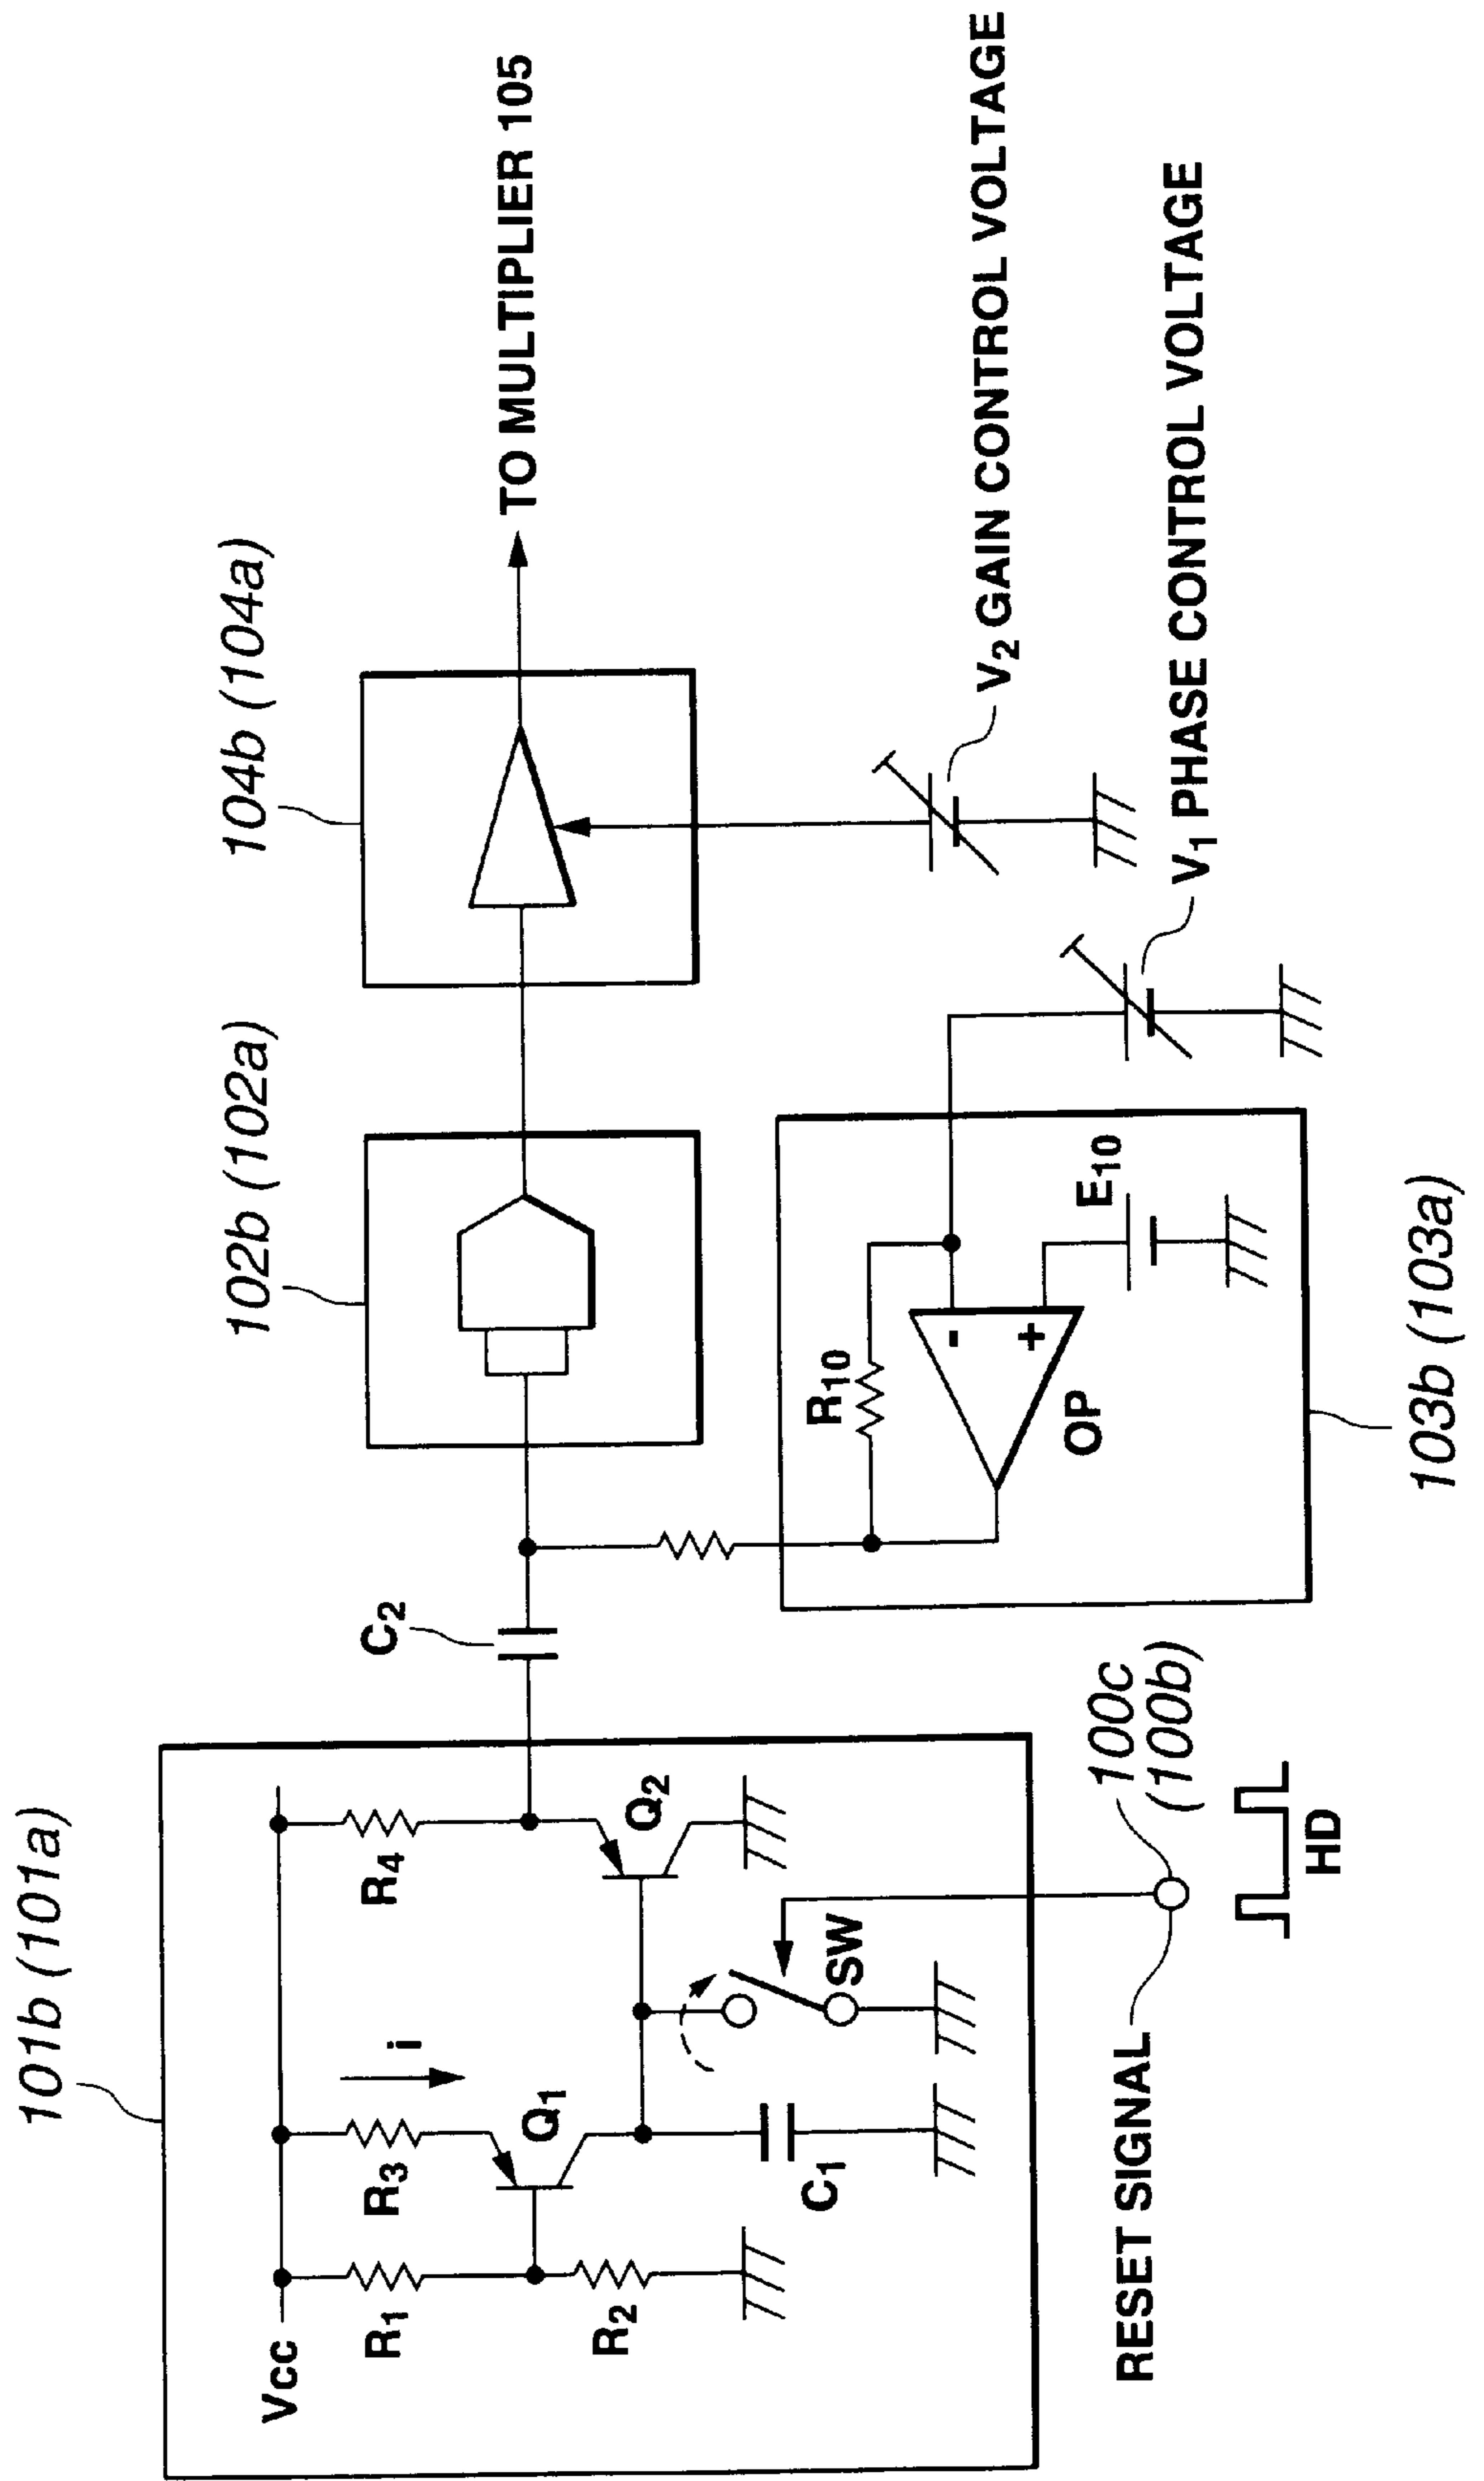 101b (101a)
Vcc
R1
R2
R3
i
Q1
C1
R4
Q2
SW
RESET SIGNAL
100c
(100b)
HD
C2
102b (102a)
R10
-
+
OP
E10
103b (103a)
104b (104a)
TO MULTIPLIER 105
V2 GAIN CONTROL VOLTAGE
V1 PHASE CONTROL VOLTAGE